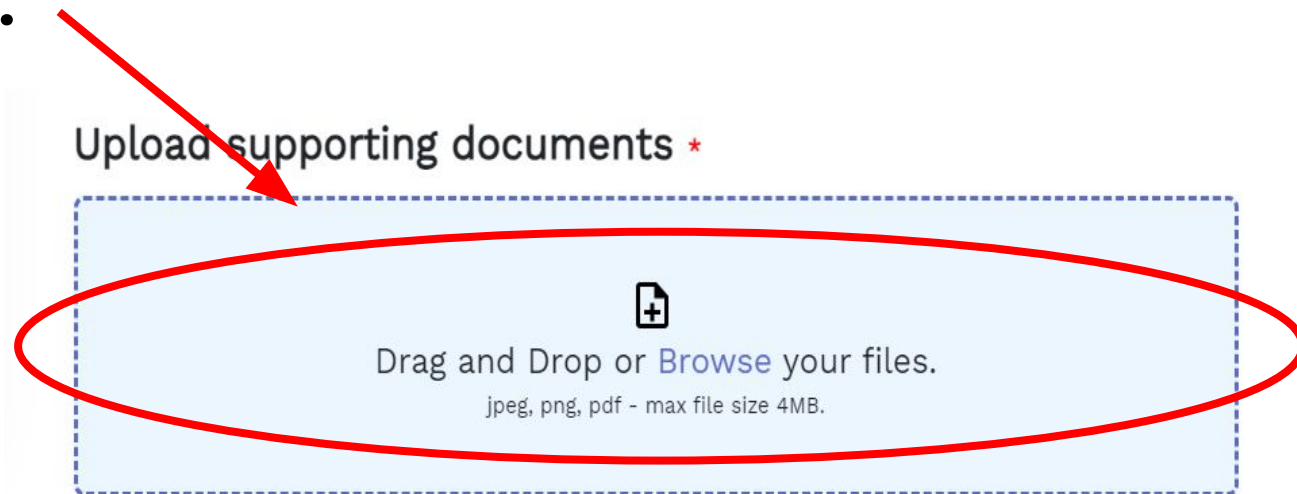 Upload supporting documents *
Drag and Drop or Browse your files.
jpeg, png, pdf - max file size 4MB.